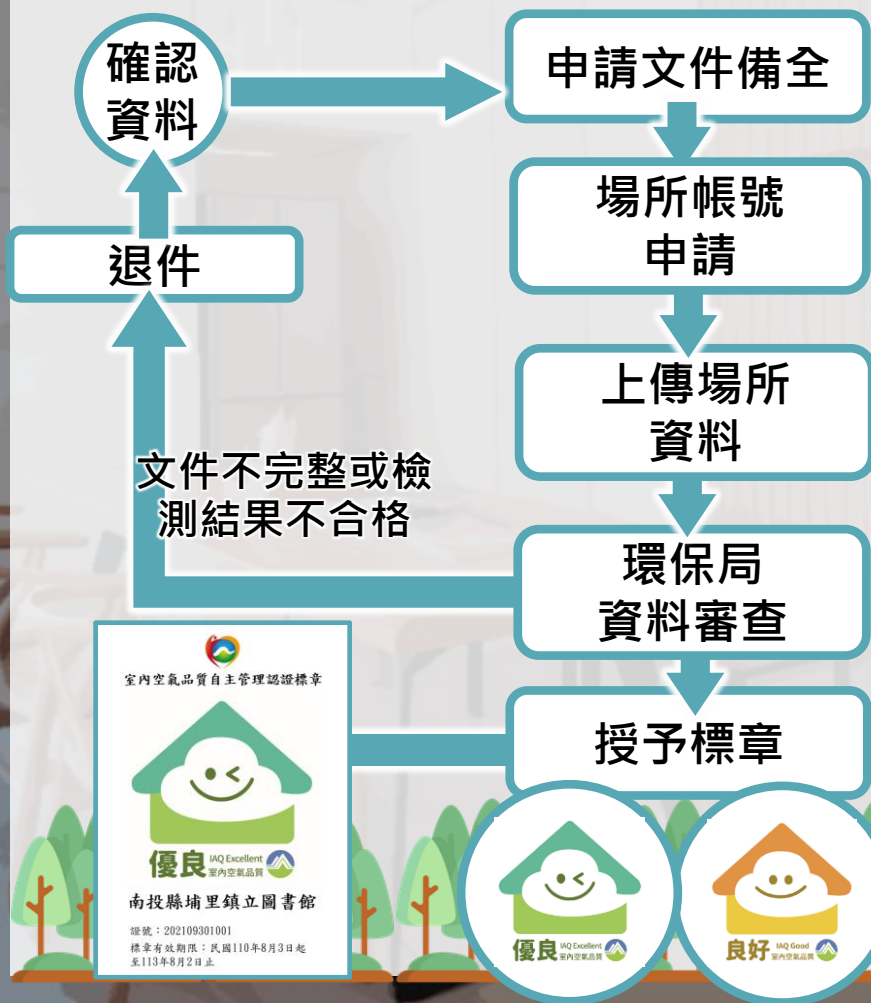 確認
資料
申請文件備全
場所帳號
申請
退件
上傳場所
資料
文件不完整或檢
測結果不合格
環保局
資料審查
授予標章
室內空氣品質自主管理認證標章
優良 IAQ Excellent
室內空氣品質
南投縣埔里鎮立圖書館
證號：202109301001
標章有效期限：民國110年8月3日起
至113年8月2日止
優良 IAQ Excellent
室內空氣品質
良好 IAQ Good
室內空氣品質